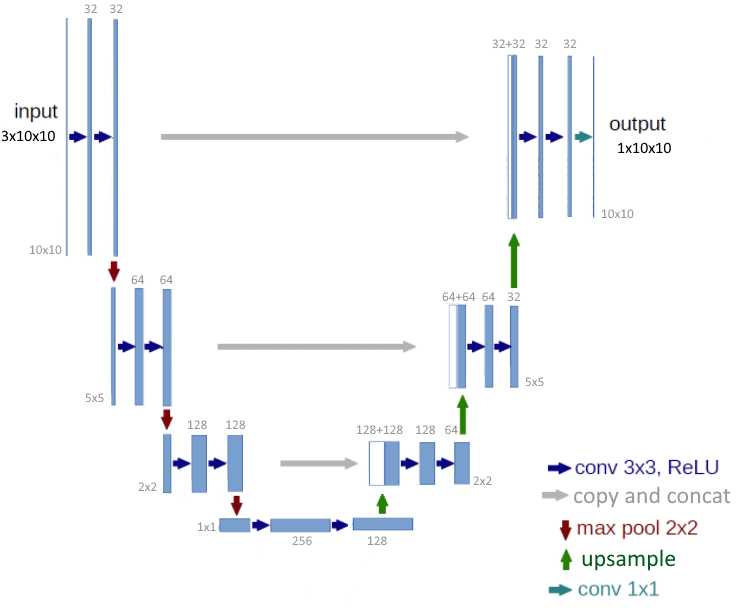 32 32
input
3x10x10
10x10
64 64
5x5
128 128
2x2
1x1
256
128
128+128 128 64
2x2
64+64 64 32
5x5
32+32 32 32
output
1x10x10
10x10
conv 3x3, ReLU
copy and concat
max pool 2x2
upsample
conv 1x1